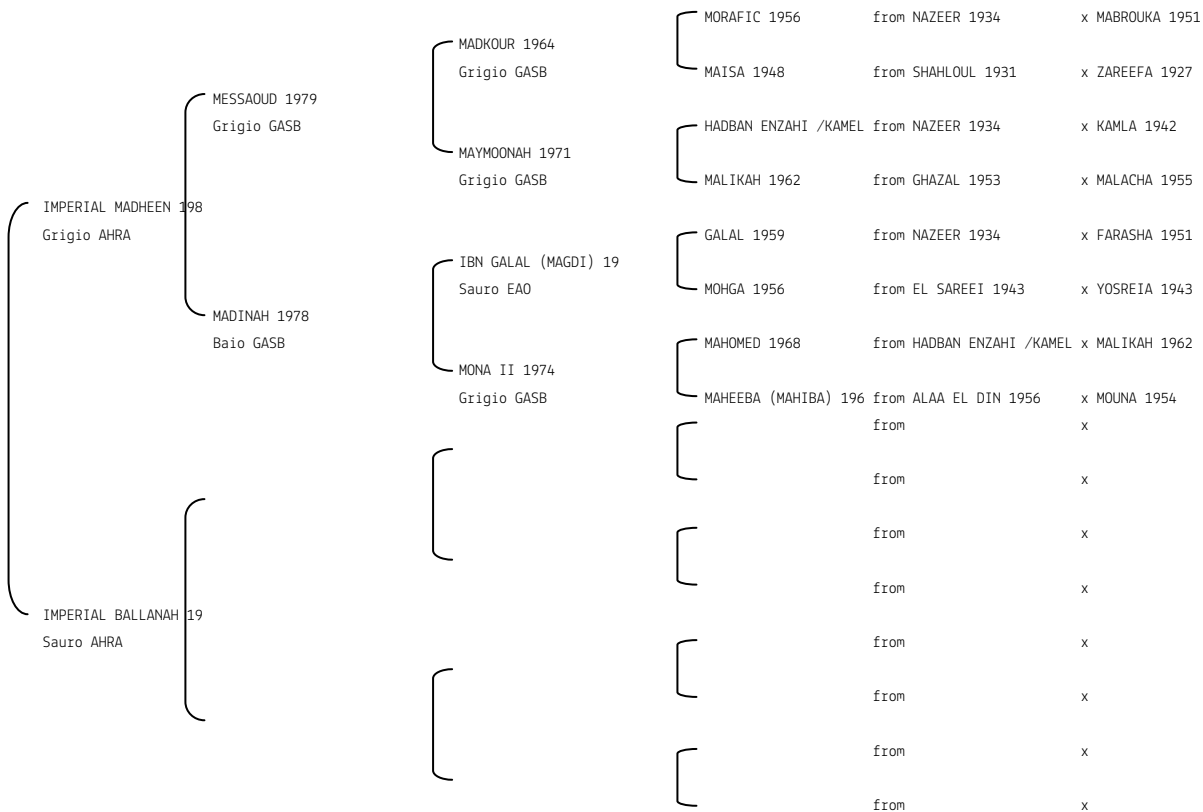 MORAFIC 1956 from NAZEER 1934 x MABROUKA 1951
MADKOUR 1964
Grigio GASB MAISA 1948 from SHAHLOUL 1931 x ZAREEFA 1927
MESSAOUD 1979
Grigio GASB HADBAN ENZAHI /KAMEL from NAZEER 1934 x KAMLA 1942
MAYMOONAH 1971
Grigio GASB MALIKAH 1962 from GHAZAL 1953 x MALACHA 1955
IMPERIAL MADHEEN 198
Grigio AHRA GALAL 1959 from NAZEER 1934 x FARASHA 1951
IBN GALAL (MAGDI) 19
Sauro EAO MOHGA 1956 from EL SAREEI 1943 x YOSREIA 1943
MADINAH 1978
Baio GASB MAHOMED 1968 from HADBAN ENZAHI /KAMEL x MALIKAH 1962
MONA II 1974
Grigio GASB MAHEEBA (MAHIBA) 196 from ALAA EL DIN 1956 x MOUNA 1954
from x
from x
from x
from x
IMPERIAL BALLANAH 19
Sauro AHRA from x
from x
from x
from x